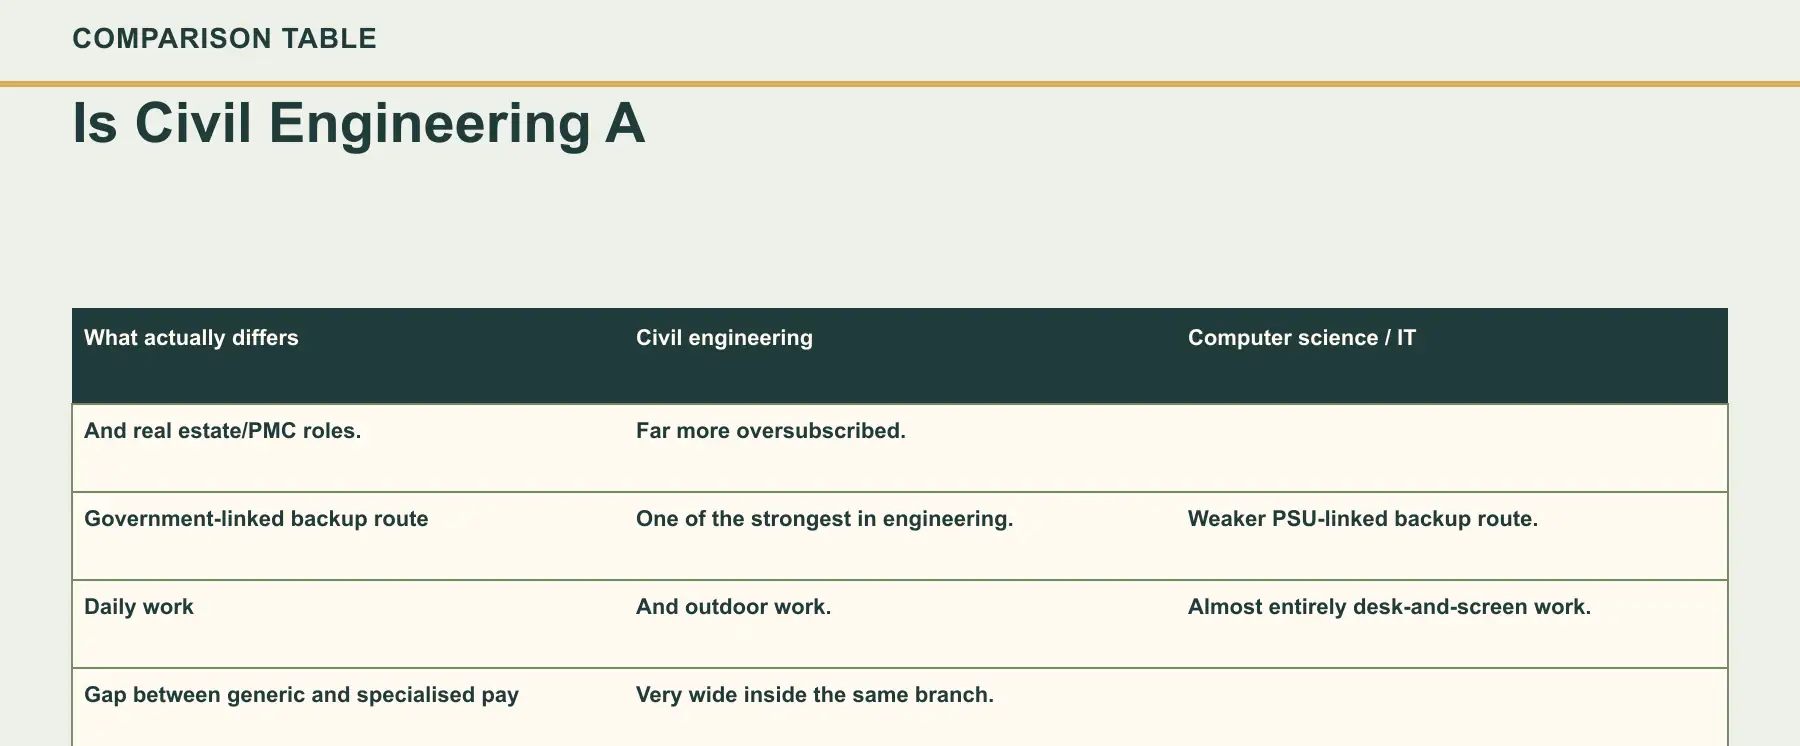 COMPARISON TABLE
Is Civil Engineering A
What actually differs Civil engineering Computer science / IT
And real estate/PMC roles. Far more oversubscribed.
Government-linked backup route One of the strongest in engineering. Weaker PSU-linked backup route.
Daily work And outdoor work. Almost entirely desk-and-screen work.
Gap between generic and specialised pay Very wide inside the same branch.